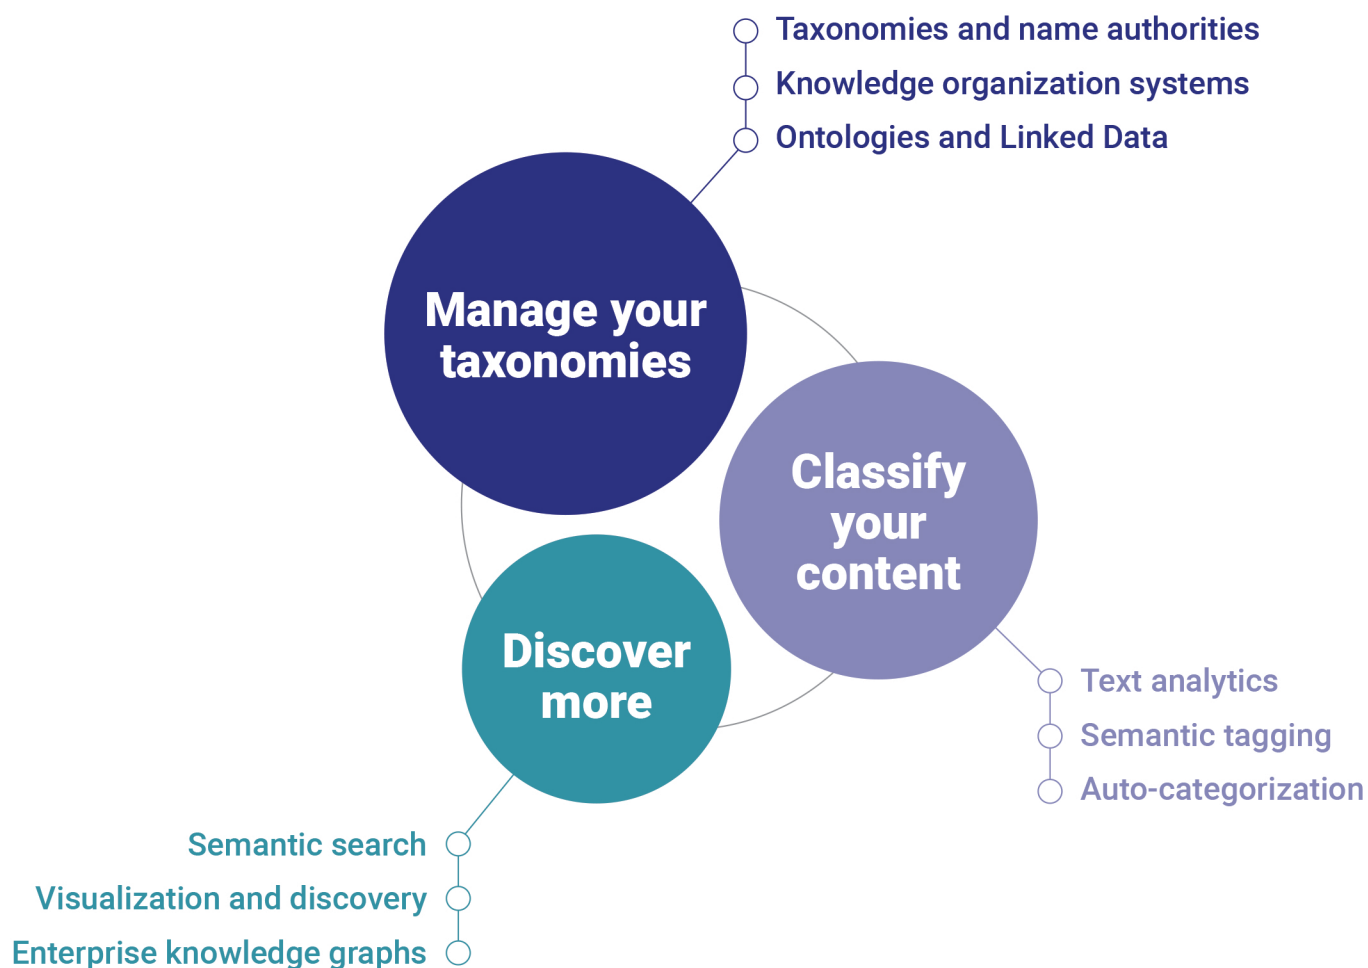 Taxonomies and name authorities
Knowledge organization systems
Ontologies and Linked Data
Manage your
taxonomies
Classify
your
content
Text analytics
Semantic tagging
Auto-categorization
Discover
more
Semantic search
Visualization and discovery
Enterprise knowledge graphs